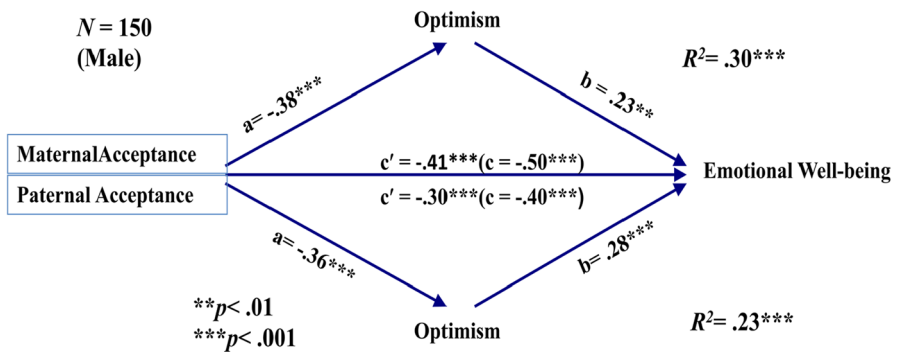 N = 150
(Male)
Optimism
R²= .30***
a= -.38***
b = .23**
MaternalAcceptance
Paternal Acceptance
c′ = -.41***(c = -.50***)
c′ = -.30***(c = -.40***)
Emotional Well-being
a= -.36***
b= .28***
**p< .01
***p< .001
Optimism
R²= .23***